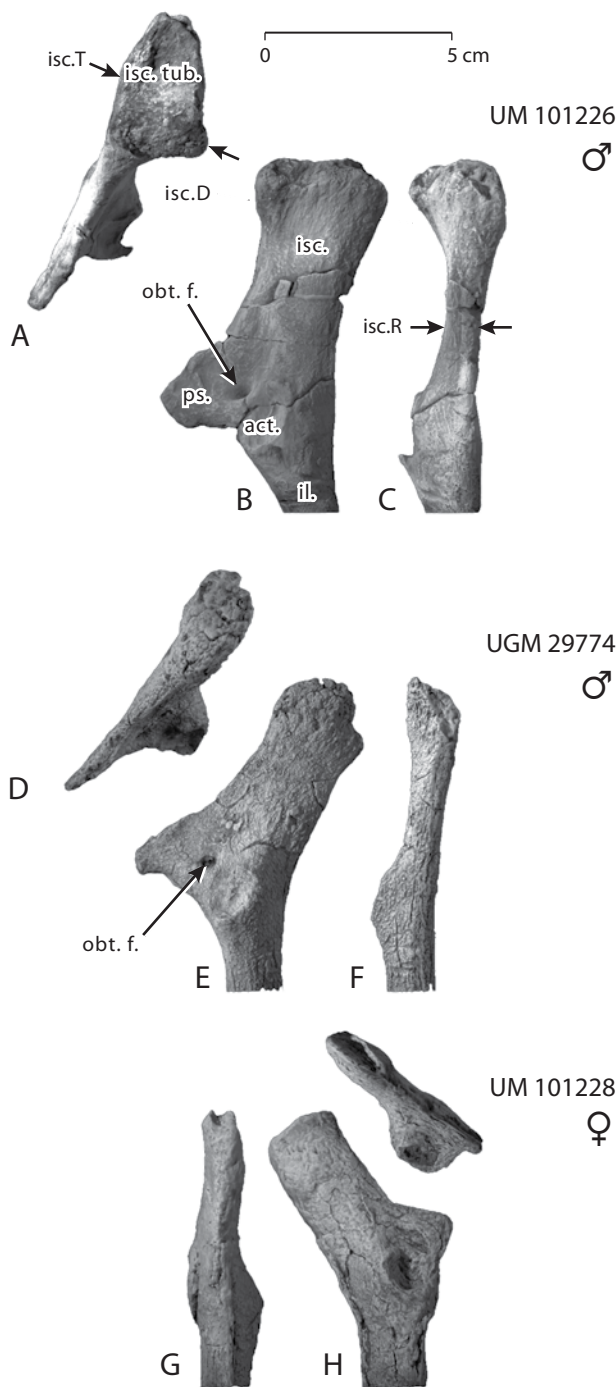 isc.T
isc. tub.
0 5 cm
UM 101226
♂
isc.D
isc.
obt. f.
isc.R
A
ps.
act.
B
C
il.
UGM 29774
♂
D
obt. f.
E
F
UM 101228
♀
G
H